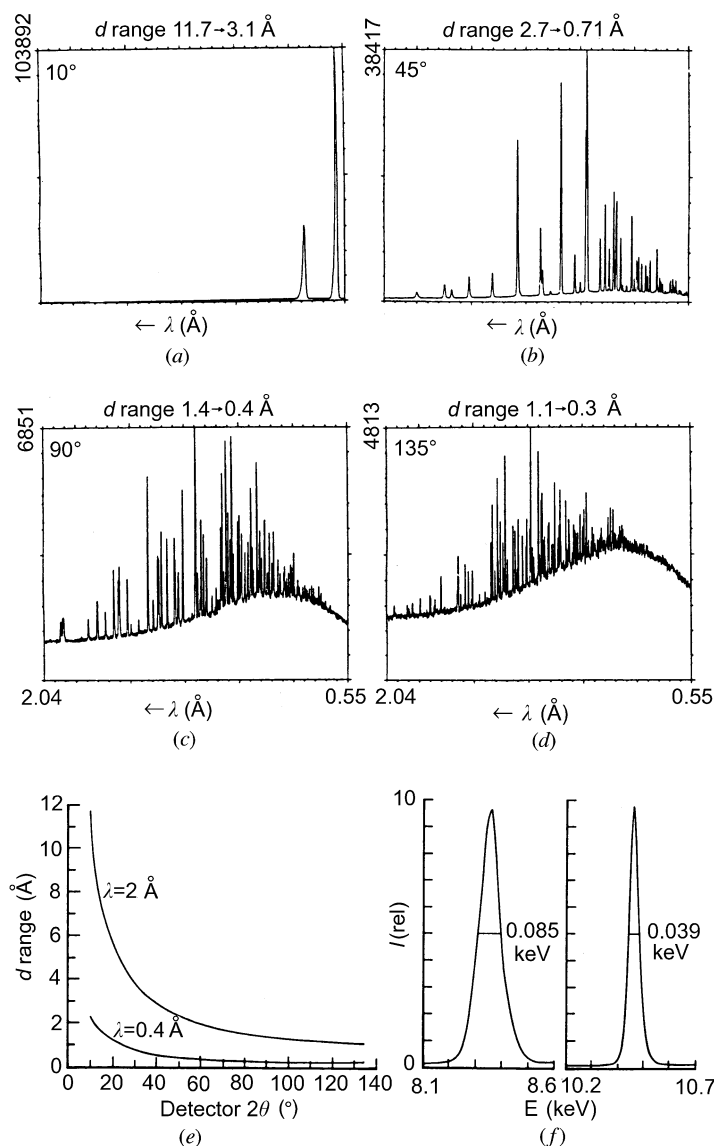 d range 11.7→3.1 Å
103892
10°
← λ (Å)
(a)
d range 2.7→0.71 Å
38417
45°
← λ (Å)
(b)
d range 1.4→0.4 Å
6851
90°
2.04
0.55
← λ (Å)
(c)
d range 1.1→0.3 Å
4813
135°
2.04
0.55
← λ (Å)
(d)
12
10
8
6
4
2
0
d range (Å)
λ=2 Å
λ=0.4 Å
0 20 40 60 80 100 120 140
Detector 2θ (°)
(e)
10
I (rel)
0
0.085
keV
0.039
keV
8.1 8.6 10.2 10.7
E (keV)
(f)